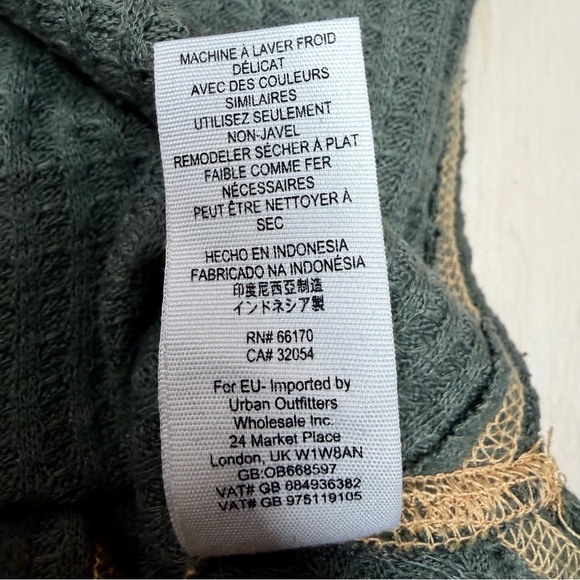 MACHINE À LAVER FROID
DÉLICAT
AVEC DES COULEURS
SIMILAIRES
UTILISEZ SEULEMENT
NON-JAVEL
REMODELER SÉCHER À PLAT
FAIBLE COMME FER
NÉCESSAIRES
PEUT ÊTRE NETTOYER À
SEC
HECHO EN INDONESIA
FABRICADO NA INDONÉSIA
印度尼西亞制造
インドネシア製
RN# 66170
CA# 32054
For EU- Imported by
Urban Outfitters
Wholesale Inc.
24 Market Place
London, UK W1W8AN
GB:OB668597
VAT# GB 684936382
VAT# GB 975119105